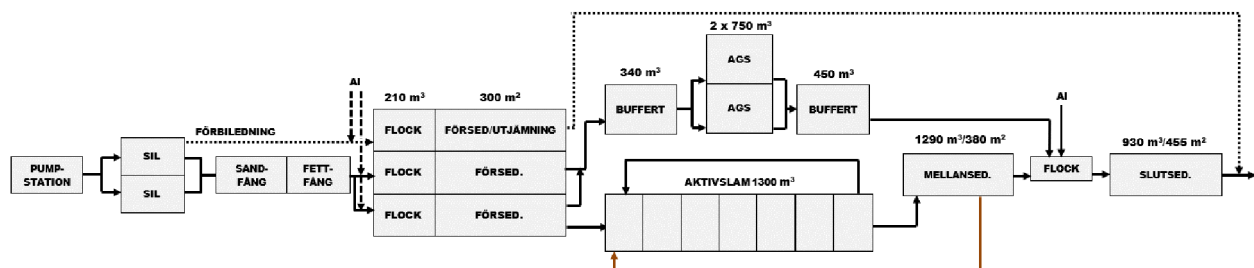 2 x 750 m³
AI
210 m³
300 m²
340 m³
AGS
AGS
450 m³
BUFFERT
BUFFERT
AI
FÖRBILEDNING
FLOCK
FÖRSED/UTJÄMNING
1290 m³/380 m²
930 m³/455 m²
PUMP-
STATION
SIL
SIL
SAND-
FÅNG
FETT-
FÅNG
FLOCK
FÖRSED.
FLOCK
FÖRSED.
AKTIVSLAM 1300 m³
MELLANSED.
FLOCK
SLUTSED.